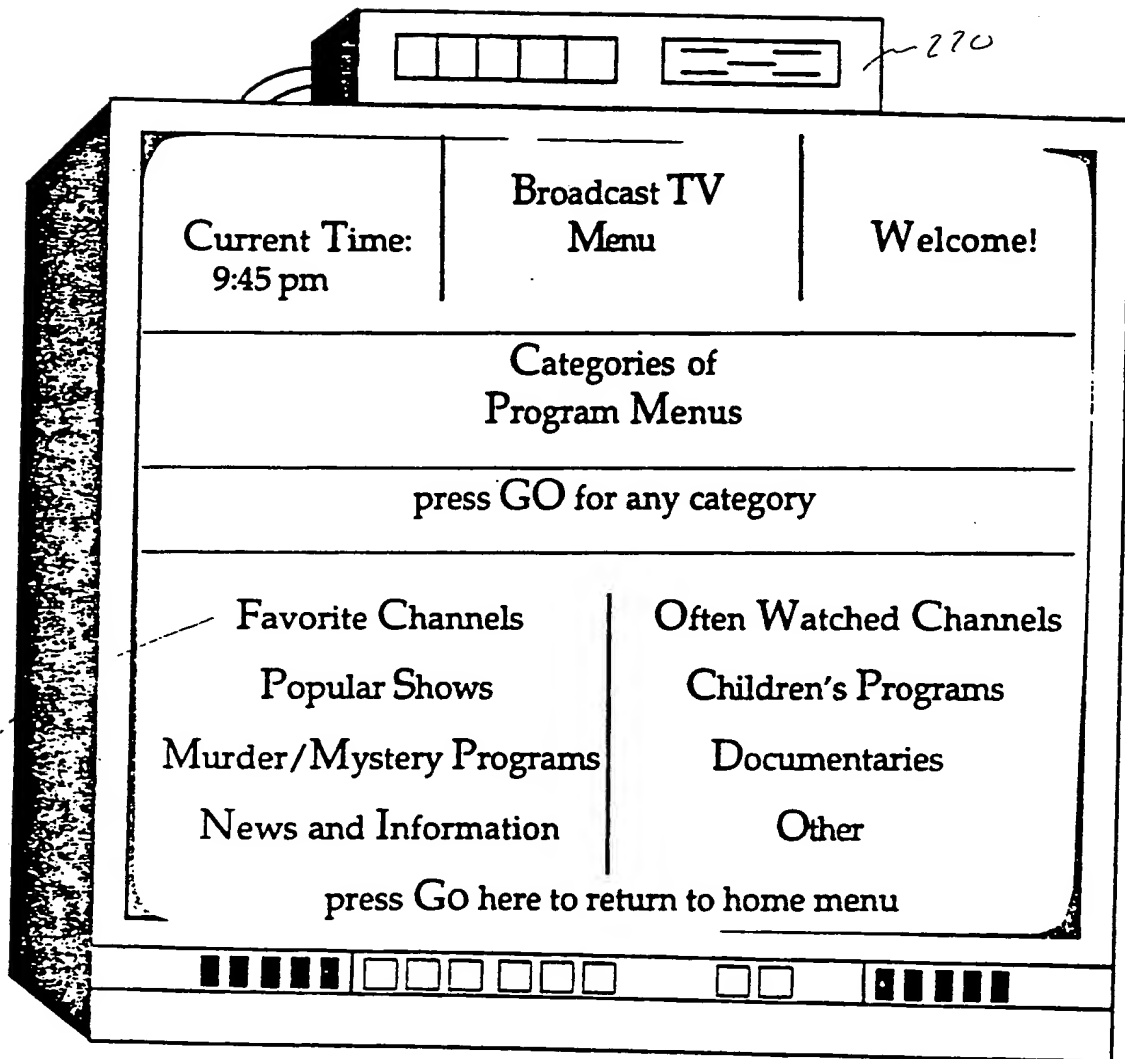 220
Current Time:
9:45 pm
Broadcast TV
Menu
Welcome!
Categories of
Program Menus
press GO for any category
Favorite Channels
Often Watched Channels
Popular Shows
Children's Programs
Murder/Mystery Programs
Documentaries
News and Information
Other
press GO here to return to home menu